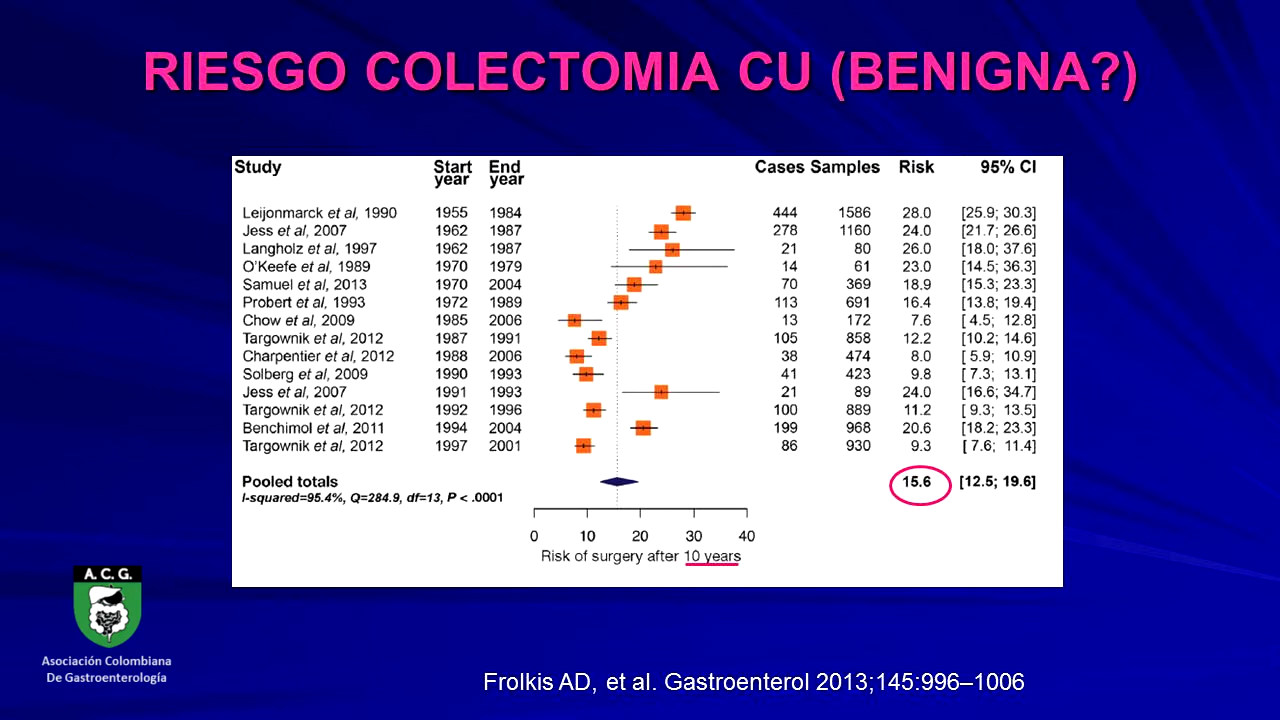 RIESGO COLECTOMIA CU (BENIGNA?)
Study Start year End year Cases Samples Risk 95% CI
Leijonmarck et al, 1990 1955 1984 444 1586 28.0 [25.9; 30.3]
Jess et al, 2007 1962 1987 278 1160 24.0 [21.7; 26.6]
Langholz et al, 1997 1962 1987 21 80 26.0 [18.0; 37.6]
O'Keefe et al, 1989 1970 1979 14 61 23.0 [14.5; 36.3]
Samuel et al, 2013 1970 2004 70 369 18.9 [15.3; 23.3]
Probert et al, 1993 1972 1989 113 691 16.4 [13.8; 19.4]
Chow et al, 2009 1985 2006 13 172 7.6 [ 4.5; 12.8]
Targownik et al, 2012 1987 1991 105 858 12.2 [10.2; 14.6]
Charpentier et al, 2012 1988 2006 38 474 8.0 [ 5.9; 10.9]
Solberg et al, 2009 1990 1993 41 423 9.8 [ 7.3; 13.1]
Jess et al, 2007 1991 1993 21 89 24.0 [16.6; 34.7]
Targownik et al, 2012 1992 1996 100 889 11.2 [ 9.3; 13.5]
Benchimol et al, 2011 1994 2004 199 968 20.6 [18.2; 23.3]
Targownik et al, 2012 1997 2001 86 930 9.3 [ 7.6; 11.4]
Pooled totals 15.6 [12.5; 19.6]
I-squared=95.4%, Q=284.9, df=13, P < .0001
0 10 20 30 40
Risk of surgery after 10 years
A. C. G.
Asociación Colombiana
De Gastroenterología
Frolkis AD, et al. Gastroenterol 2013;145:996–1006